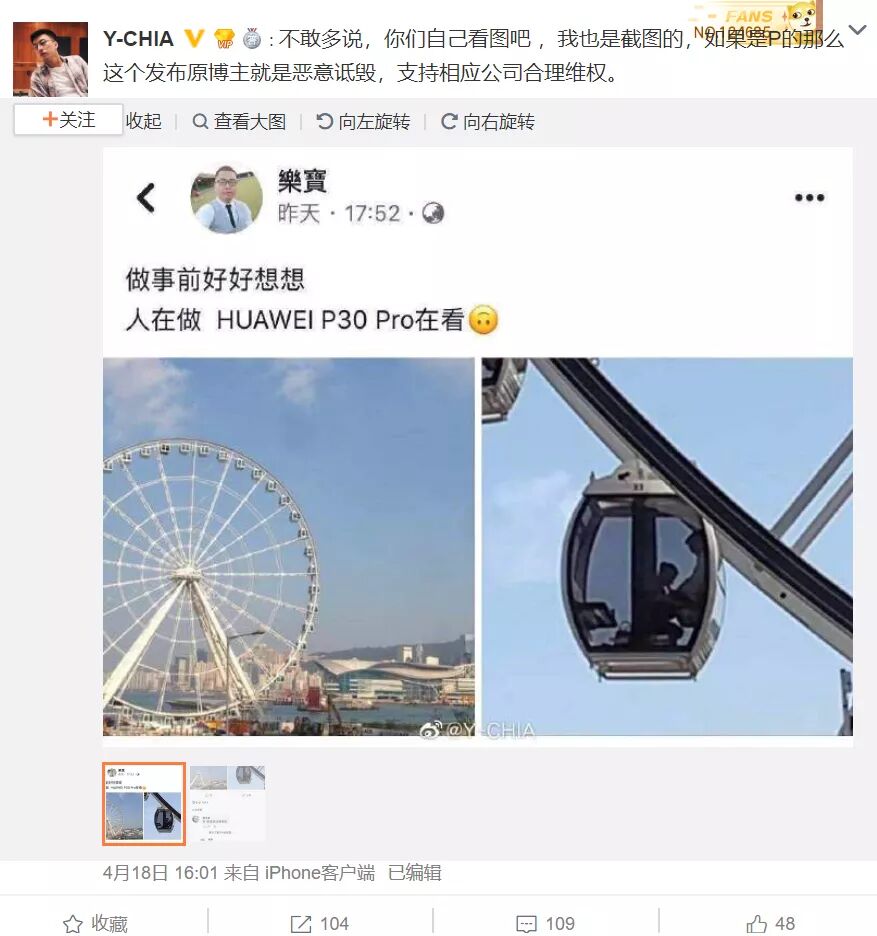 FANS
Y-CHIA V VIP : 不敢多说，你们自己看图吧 ，我也是截图的，如果是P的那么
这个发布原博主就是恶意诋毁，支持相应公司合理维权。
+关注 收起 查看大图 向左旋转 向右旋转
樂寶
昨天 · 17:52 ·
做事前好好想想
人在做 HUAWEI P30 Pro在看
33
@Y-CHIA
4月18日 16:01 来自 iPhone客户端 已编辑
收藏 104 109 48